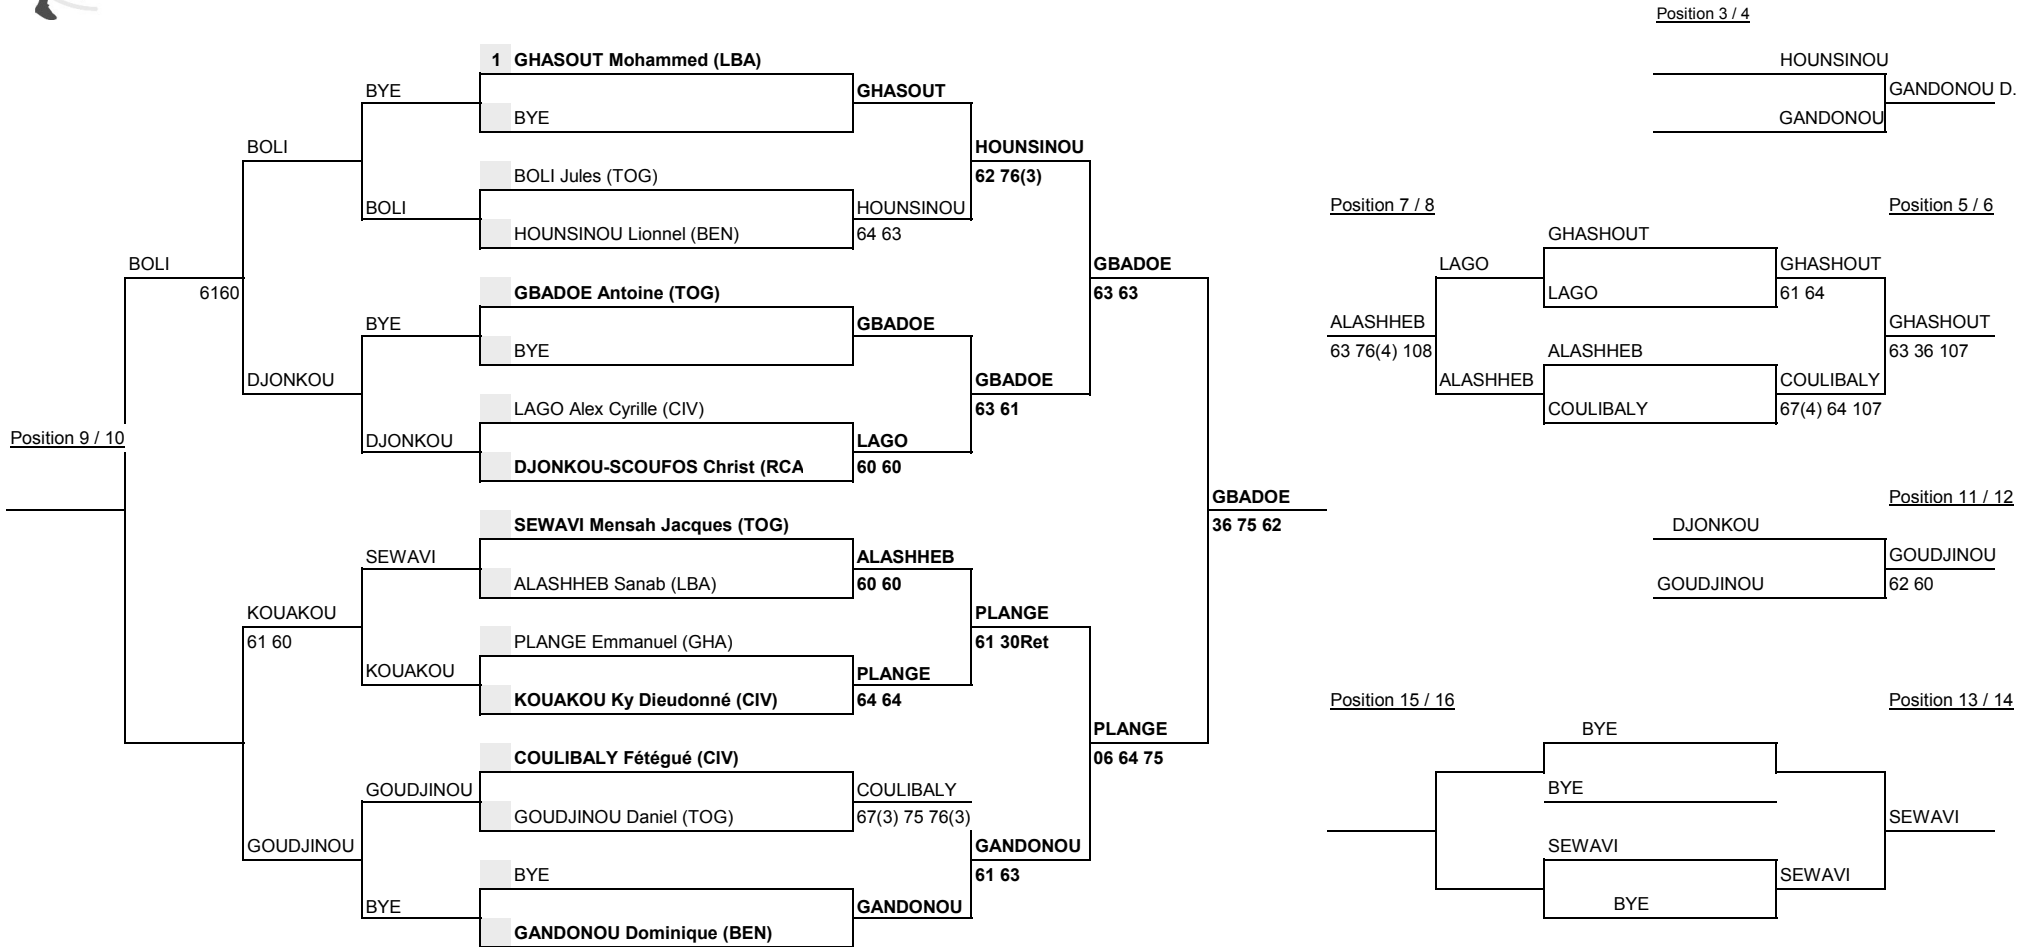 Position 3 / 4
1 GHASOUT Mohammed (LBA)
HOUNSINOU
BYE
GHASOUT
GANDONOU D.
BYE
GANDONOU
BOLI
HOUNSINOU
BOLI Jules (TOG)
62 76(3)
BOLI
HOUNSINOU
Position 7 / 8
Position 5 / 6
HOUNSINOU Lionnel (BEN)
64 63
GHASHOUT
BOLI
GBADOE
LAGO
GHASHOUT
6160
GBADOE Antoine (TOG)
63 63
LAGO
61 64
BYE
GBADOE
ALASHHEB
GHASHOUT
BYE
63 76(4) 108
ALASHHEB
63 36 107
DJONKOU
GBADOE
ALASHHEB
COULIBALY
LAGO Alex Cyrille (CIV)
63 61
COULIBALY
67(4) 64 107
Position 9 / 10
DJONKOU
LAGO
DJONKOU-SCOUFOS Christ (RCA
60 60
GBADOE
Position 11 / 12
SEWAVI Mensah Jacques (TOG)
36 75 62
DJONKOU
SEWAVI
ALASHHEB
GOUDJINOU
ALASHHEB Sanab (LBA)
60 60
GOUDJINOU
62 60
KOUAKOU
PLANGE
61 60
PLANGE Emmanuel (GHA)
61 30Ret
KOUAKOU
PLANGE
KOUAKOU Ky Dieudonné (CIV)
64 64
Position 15 / 16
Position 13 / 14
PLANGE
BYE
COULIBALY Fétégué (CIV)
06 64 75
GOUDJINOU
COULIBALY
BYE
GOUDJINOU Daniel (TOG)
67(3) 75 76(3)
SEWAVI
GOUDJINOU
GANDONOU
SEWAVI
BYE
61 63
SEWAVI
BYE
GANDONOU
BYE
GANDONOU Dominique (BEN)